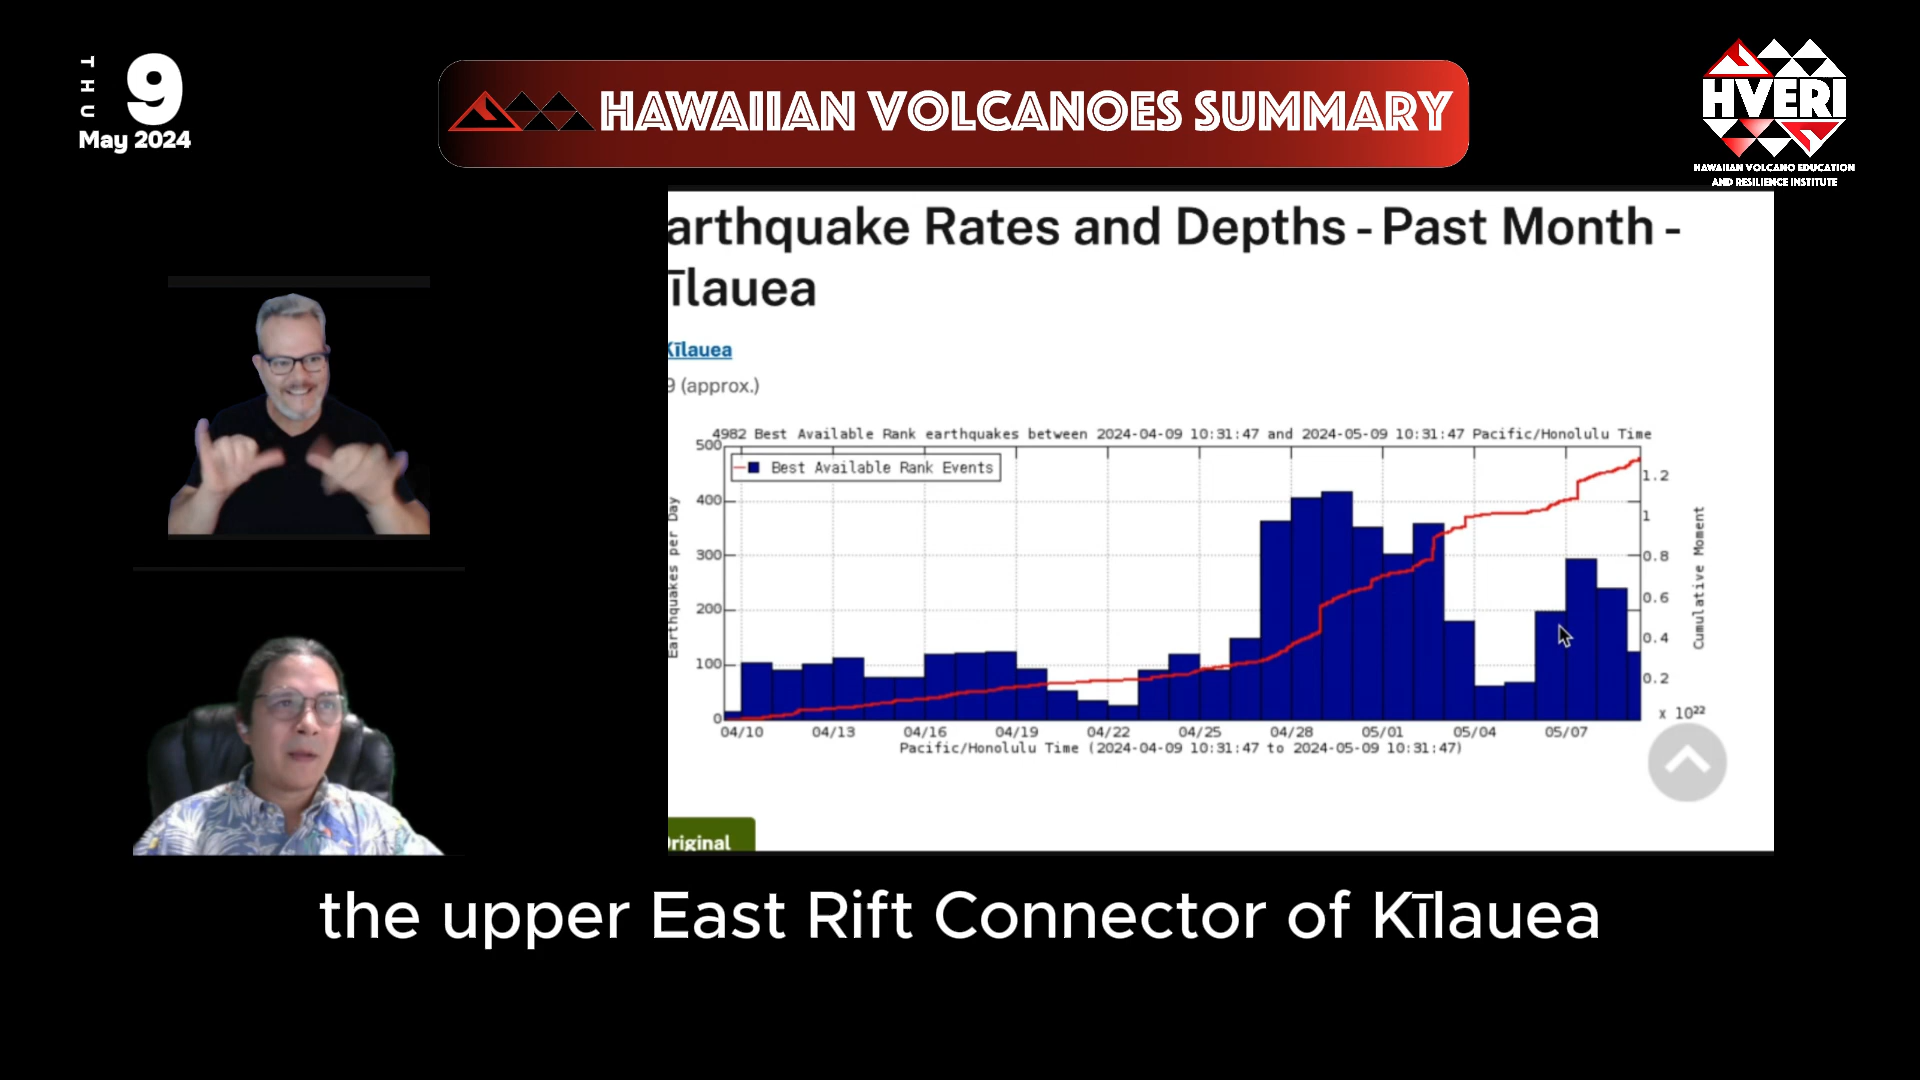 THU
9
May 2024
HAWAIIAN VOLCANOES SUMMARY
HVERI
HAWAIIAN VOLCANO EDUCATION
AND RESILIENCE INSTITUTE
arthquake Rates and Depths - Past Month -
īlauea
Kīlauea
9 (approx.)
4982 Best Available Rank earthquakes between 2024-04-09 10:31:47 and 2024-05-09 10:31:47 Pacific/Honolulu Time
Best Available Rank Events
Earthquakes per Day
500
400
300
200
100
0
1.2
1
0.8
0.6
0.4
0.2
x 10²²
Cumulative Moment
04/10 04/13 04/16 04/19 04/22 04/25 04/28 05/01 05/04 05/07
Pacific/Honolulu Time (2024-04-09 10:31:47 to 2024-05-09 10:31:47)
Original
the upper East Rift Connector of Kīlauea